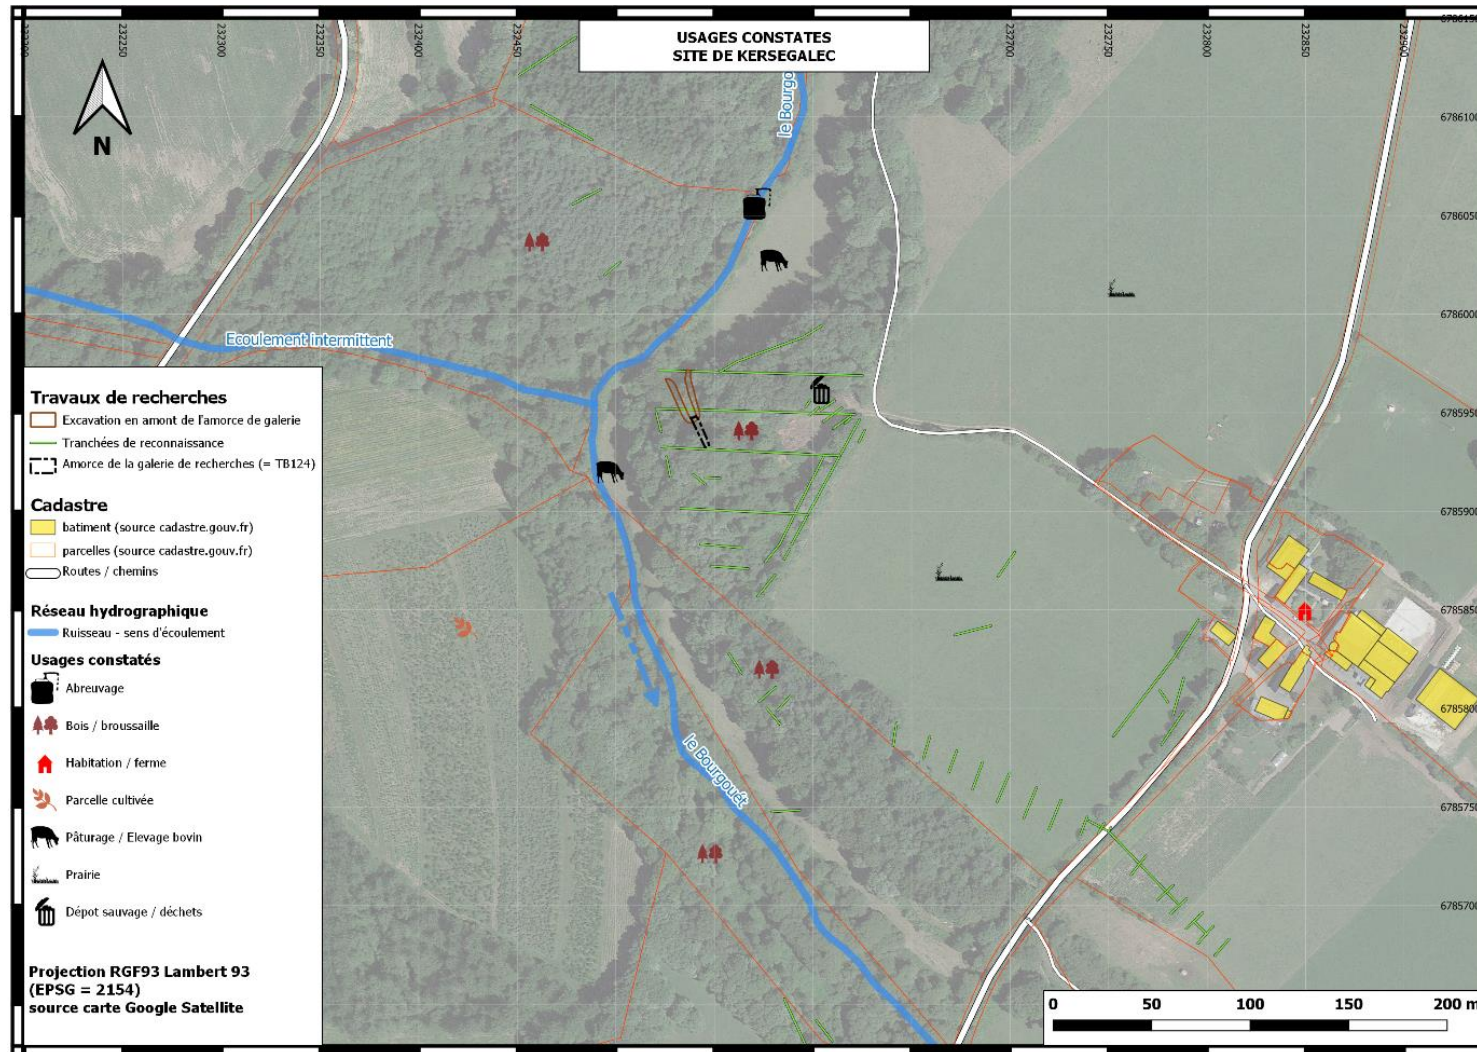 USAGES CONSTATES
SITE DE KERSEGALEC
232250
232300
232350
232400
232450
232700
232750
232800
232850
232900
6786150
6786100
6786050
6786000
6785950
6785900
6785850
6785800
6785750
6785700
N
le Bourgo
Ecoulement intermittent
le Bourgouët
Travaux de recherches
Excavation en amont de l'amorce de galerie
Tranchées de reconnaissance
Amorce de la galerie de recherches (= TB124)
Cadastre
batiment (source cadastre.gouv.fr)
parcelles (source cadastre.gouv.fr)
Routes / chemins
Réseau hydrographique
Ruisseau - sens d'écoulement
Usages constatés
Abreuvage
Bois / broussaille
Habitation / ferme
Parcelle cultivée
Pâturage / Elevage bovin
Prairie
Dépot sauvage / déchets
Projection RGF93 Lambert 93
(EPSG = 2154)
source carte Google Satellite
0 50 100 150 200 m